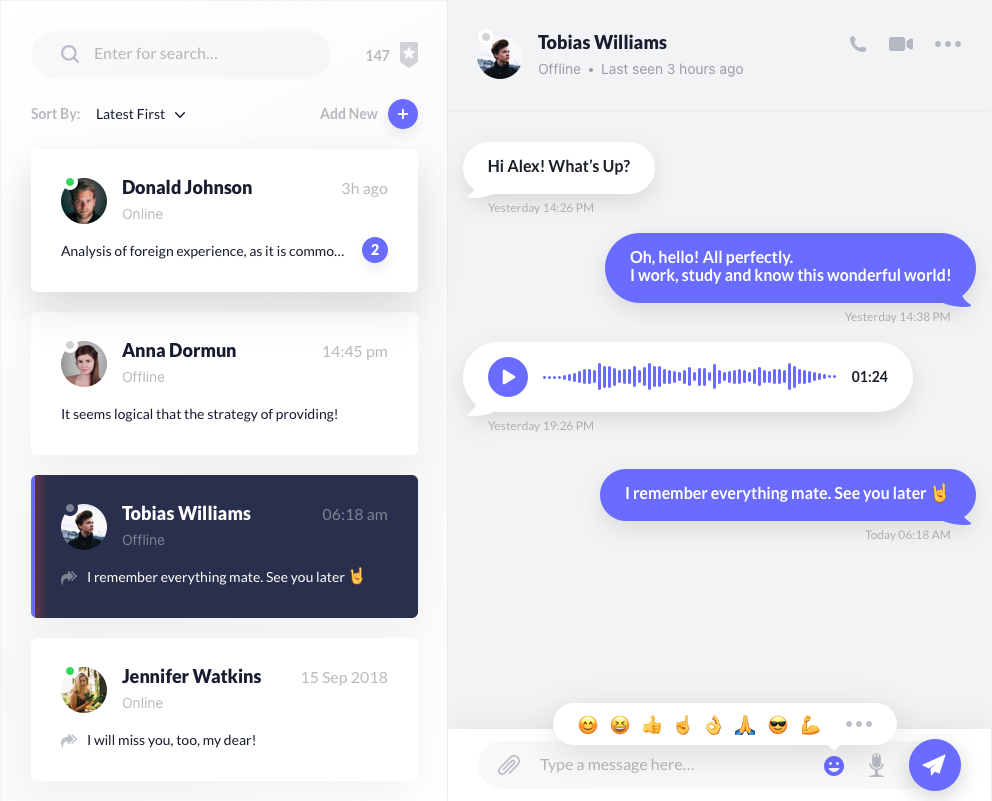 Enter for search...
147
Sort By: Latest First
Add New
Donald Johnson
3h ago
Online
Analysis of foreign experience, as it is commo...
2
Anna Dormun
14:45 pm
Offline
It seems logical that the strategy of providing!
Tobias Williams
06:18 am
Offline
I remember everything mate. See you later 🤘
Jennifer Watkins
15 Sep 2018
Online
I will miss you, too, my dear!
Tobias Williams
Offline • Last seen 3 hours ago
Hi Alex! What’s Up?
Yesterday 14:26 PM
Oh, hello! All perfectly.
I work, study and know this wonderful world!
Yesterday 14:38 PM
01:24
Yesterday 19:26 PM
I remember everything mate. See you later 🤘
Today 06:18 AM
😊 😆 👍 ☝ 👌 🙏 😎 💪
Type a message here...